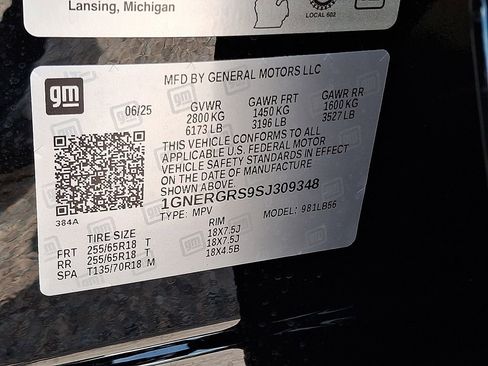 Lansing, Michigan
LOCAL 602
gm
MFD BY GENERAL MOTORS LLC
06/25 GVWR GAWR FRT GAWR RR
2800 KG 1450 KG 1600 KG
6173 LB 3196 LB 3527 LB
THIS VEHICLE CONFORMS TO ALL
APPLICABLE U.S. FEDERAL MOTOR
VEHICLE SAFETY STANDARDS IN EFFECT
ON THE DATE OF MANUFACTURE SHOWN ABOVE.
1GNERGRS9SJ309348
384A TYPE: MPV MODEL: 981LB56
TIRE SIZE RIM
FRT 255/65R18 T 18X7.5J
RR 255/65R18 T 18X7.5J
SPA T135/70R18 M 18X4.5B